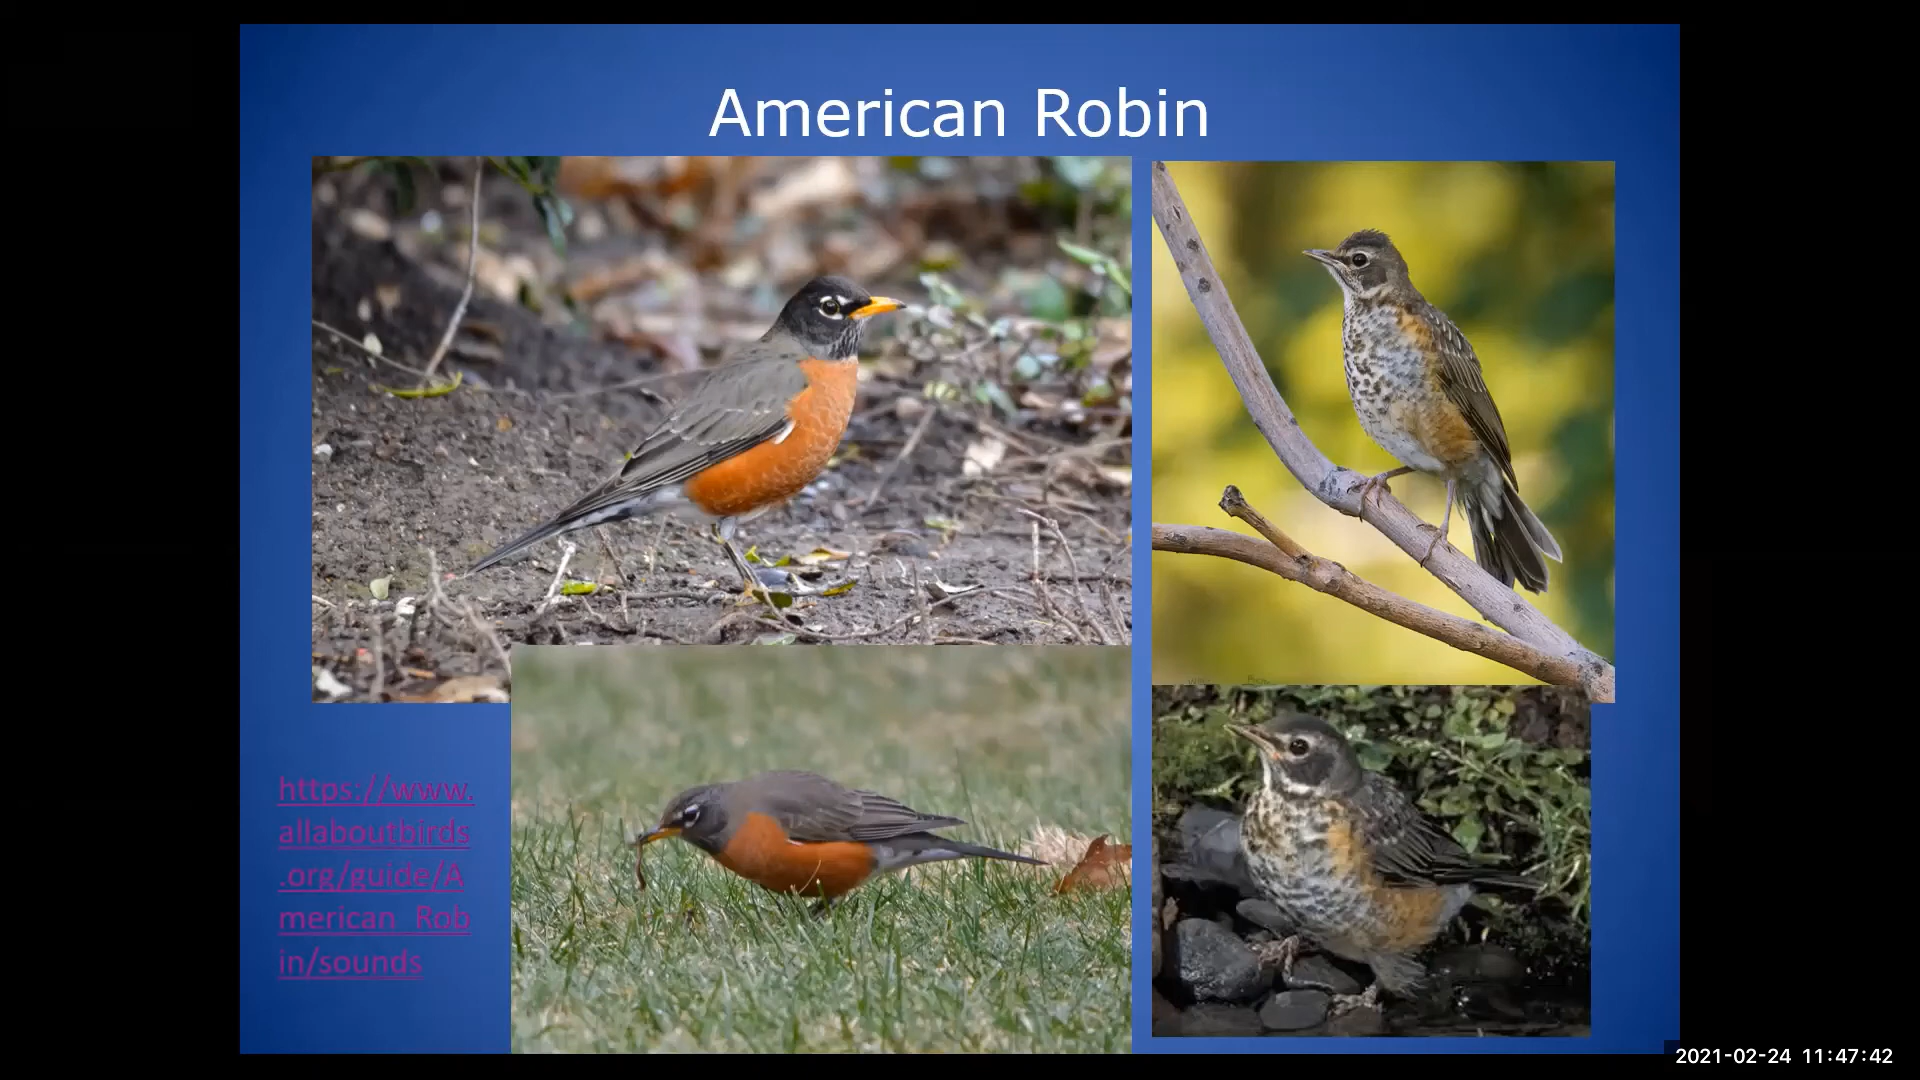 American Robin
https://www.
allaboutbirds
.org/guide/A
merican_Rob
in/sounds
2021-02-24 11:47:42